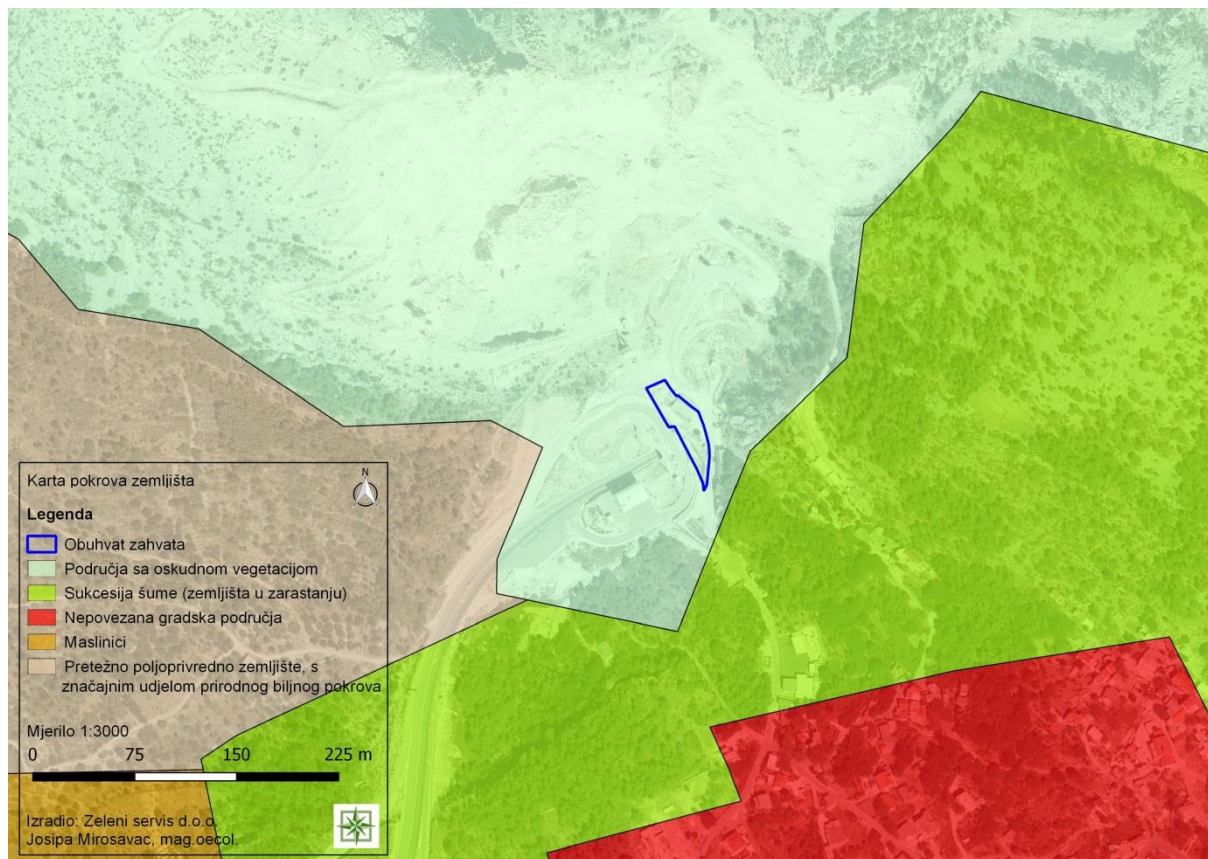 Karta pokrova zemljišta
N
Legenda
Obuhvat zahvata
Područja sa oskudnom vegetacijom
Sukcesija šume (zemljišta u zarastanju)
Nepovezana gradska područja
Maslinici
Pretežno poljoprivredno zemljište, s
značajnim udjelom prirodnog biljnog pokrova
Mjerilo 1:3000
0 75 150 225 m
Izradio: Zeleni servis d.o.o.
Josipa Mirosavac, mag.oecol.